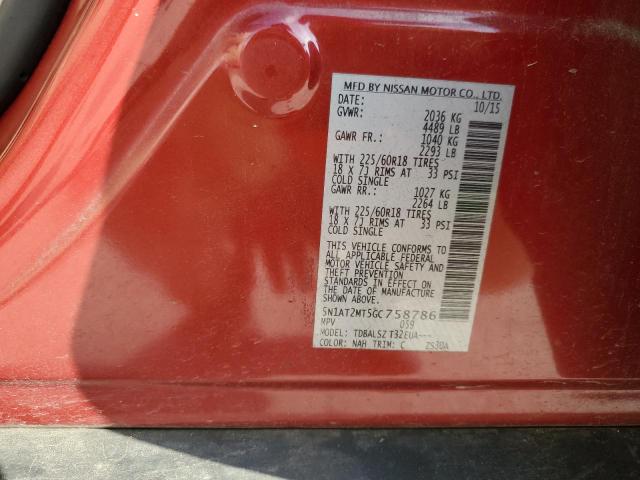 MFD BY NISSAN MOTOR CO., LTD.
DATE: 10/15
GVWR: 2036 KG
4489 LB
GAWR FR.: 1040 KG
2293 LB
WITH 225/60R18 TIRES
18 X 7J RIMS AT 33 PSI
COLD SINGLE
GAWR RR.: 1027 KG
2264 LB
WITH 225/60R18 TIRES
18 X 7J RIMS AT 33 PSI
COLD SINGLE
THIS VEHICLE CONFORMS TO
ALL APPLICABLE FEDERAL
MOTOR VEHICLE SAFETY AND
THEFT PREVENTION
STANDARDS IN EFFECT ON
THE DATE OF MANUFACTURE
SHOWN ABOVE.
5N1AT2MT5GC758786
MPV 059
MODEL: TDBALSZ T32EUA---
COLOR: NAH TRIM: C ZS3DA